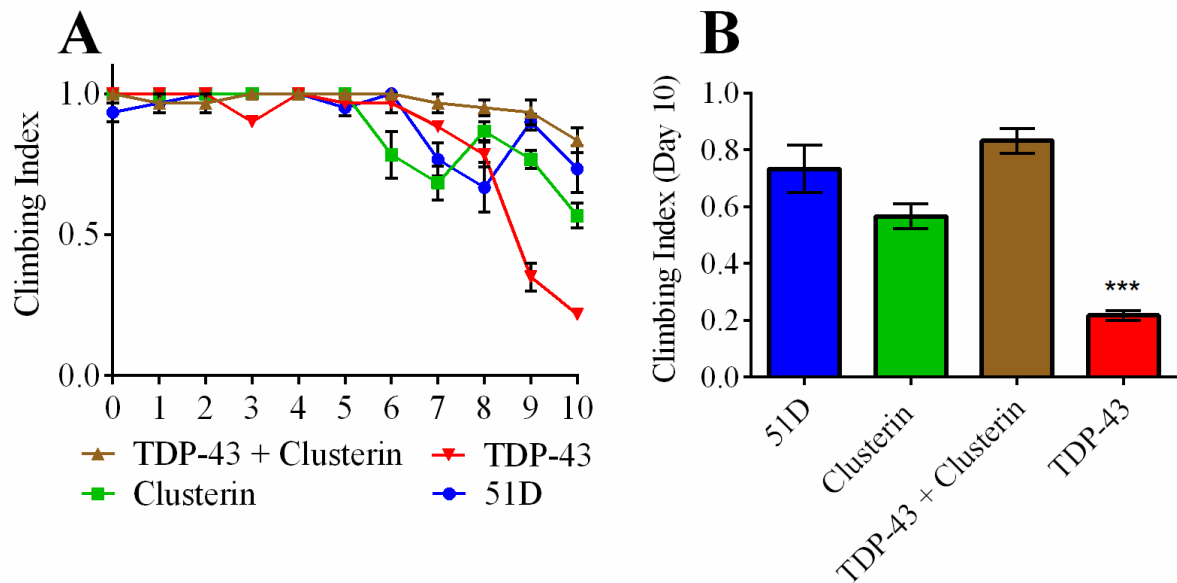 A
Climbing Index
1.0
0.5
0.0
0 1 2 3 4 5 6 7 8 9 10
TDP-43 + Clusterin
TDP-43
Clusterin
51D
B
Climbing Index (Day 10)
1.0
0.8
0.6
0.4
0.2
0.0
***
51D
Clusterin
TDP-43 + Clusterin
TDP-43